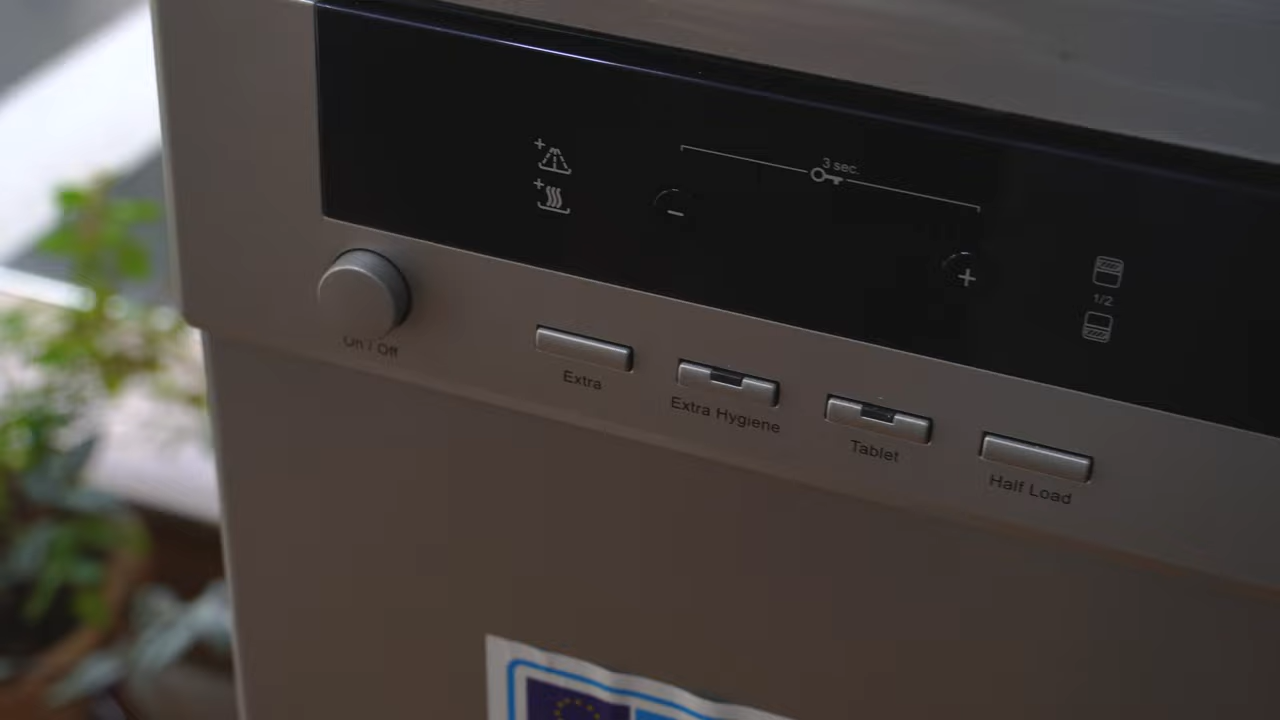 3 sec.
1/2
On / Off
Extra
Extra Hygiene
Tablet
Half Load